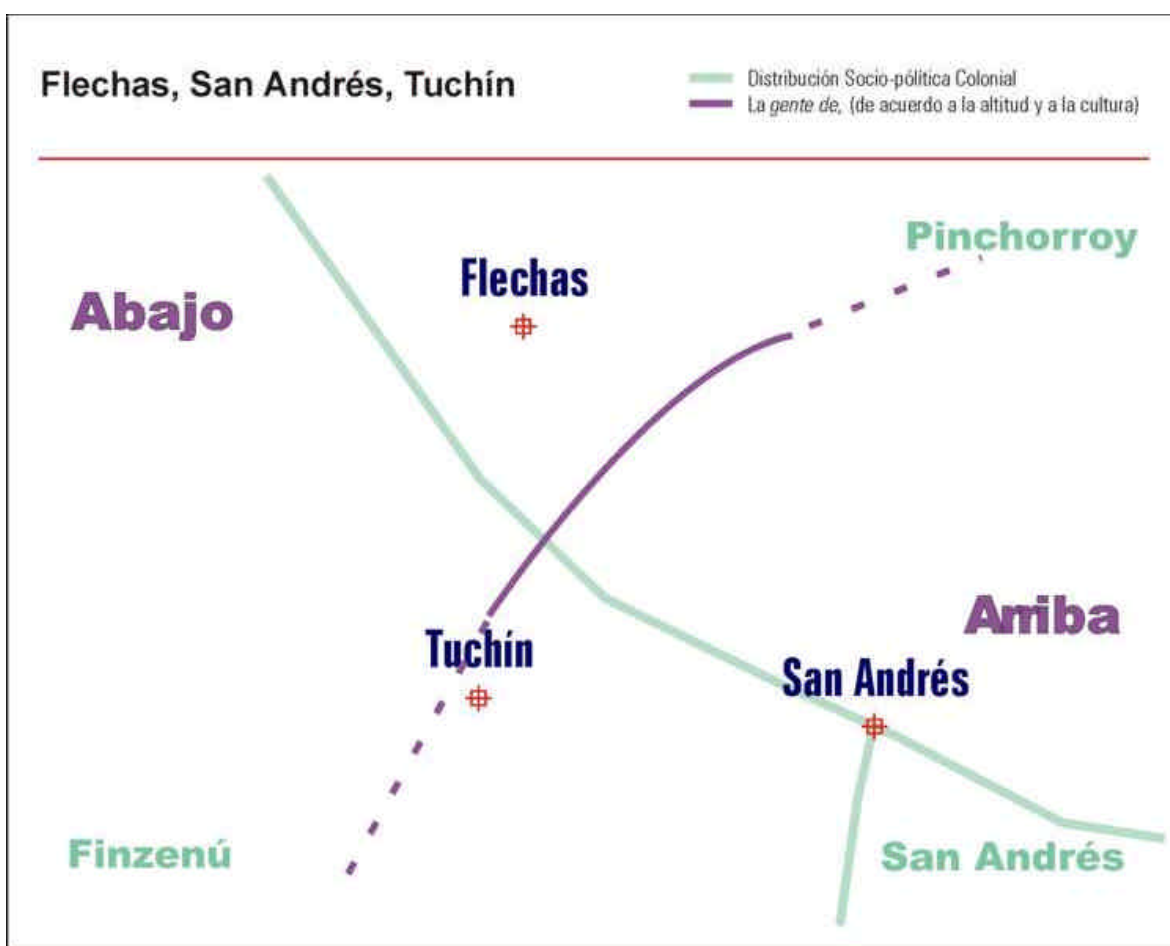 Flechas, San Andrés, Tuchín
Distribución Socio-pólitica Colonial
La gente de, (de acuerdo a la altitud y a la cultura)
Pinchorroy
Flechas
Abajo
Arriba
Tuchín
San Andrés
Finzenú
San Andrés